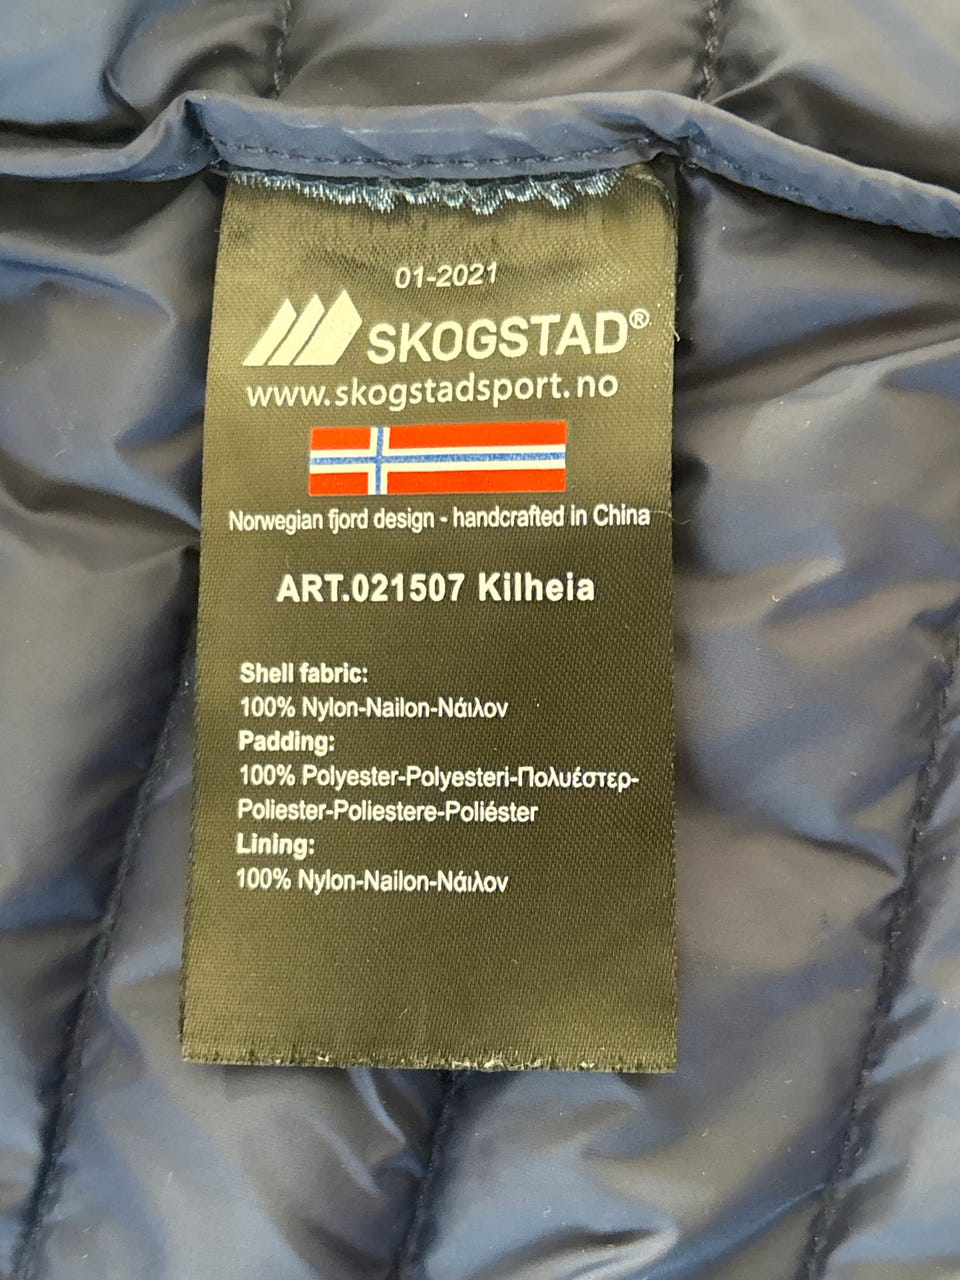 01-2021
SKOGSTAD®
www.skogstadsport.no
Norwegian fjord design - handcrafted in China
ART.021507 Kilheia
Shell fabric:
100% Nylon-Nailon-Νάιλον
Padding:
100% Polyester-Polyesteri-Πολυέστερ-
Poliester-Poliestere-Poliéster
Lining:
100% Nylon-Nailon-Νάιλον